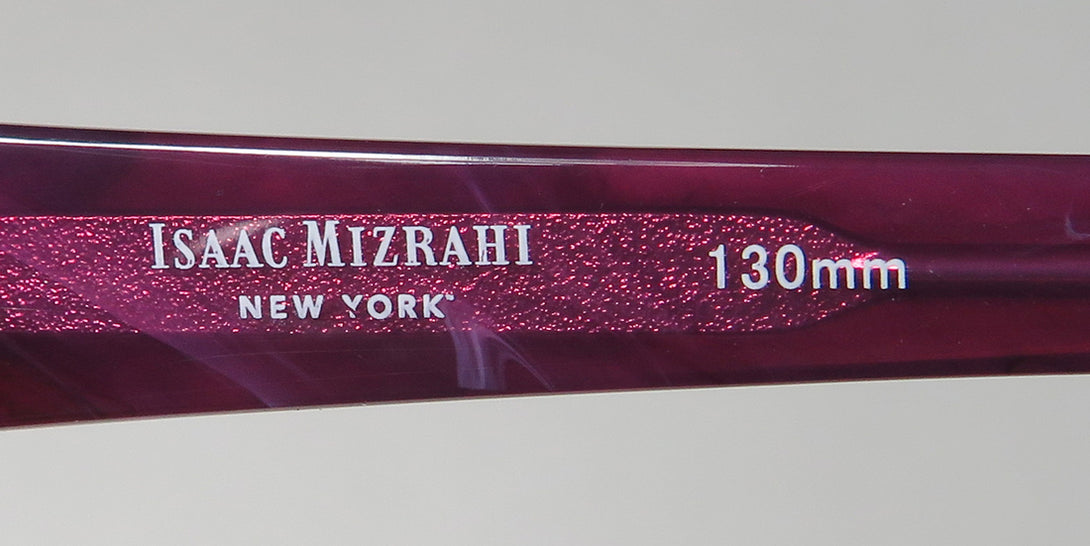 ISAAC MIZRAHI 130mm
NEW YORK